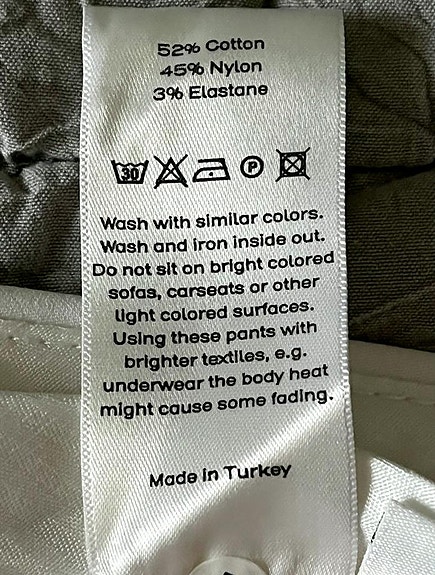 52% Cotton
45% Nylon
3% Elastane
30 P
Wash with similar colors.
Wash and iron inside out.
Do not sit on bright colored
sofas, carseats or other
light colored surfaces.
Using these pants with
brighter textiles, e.g.
underwear the body heat
might cause some fading.
Made in Turkey